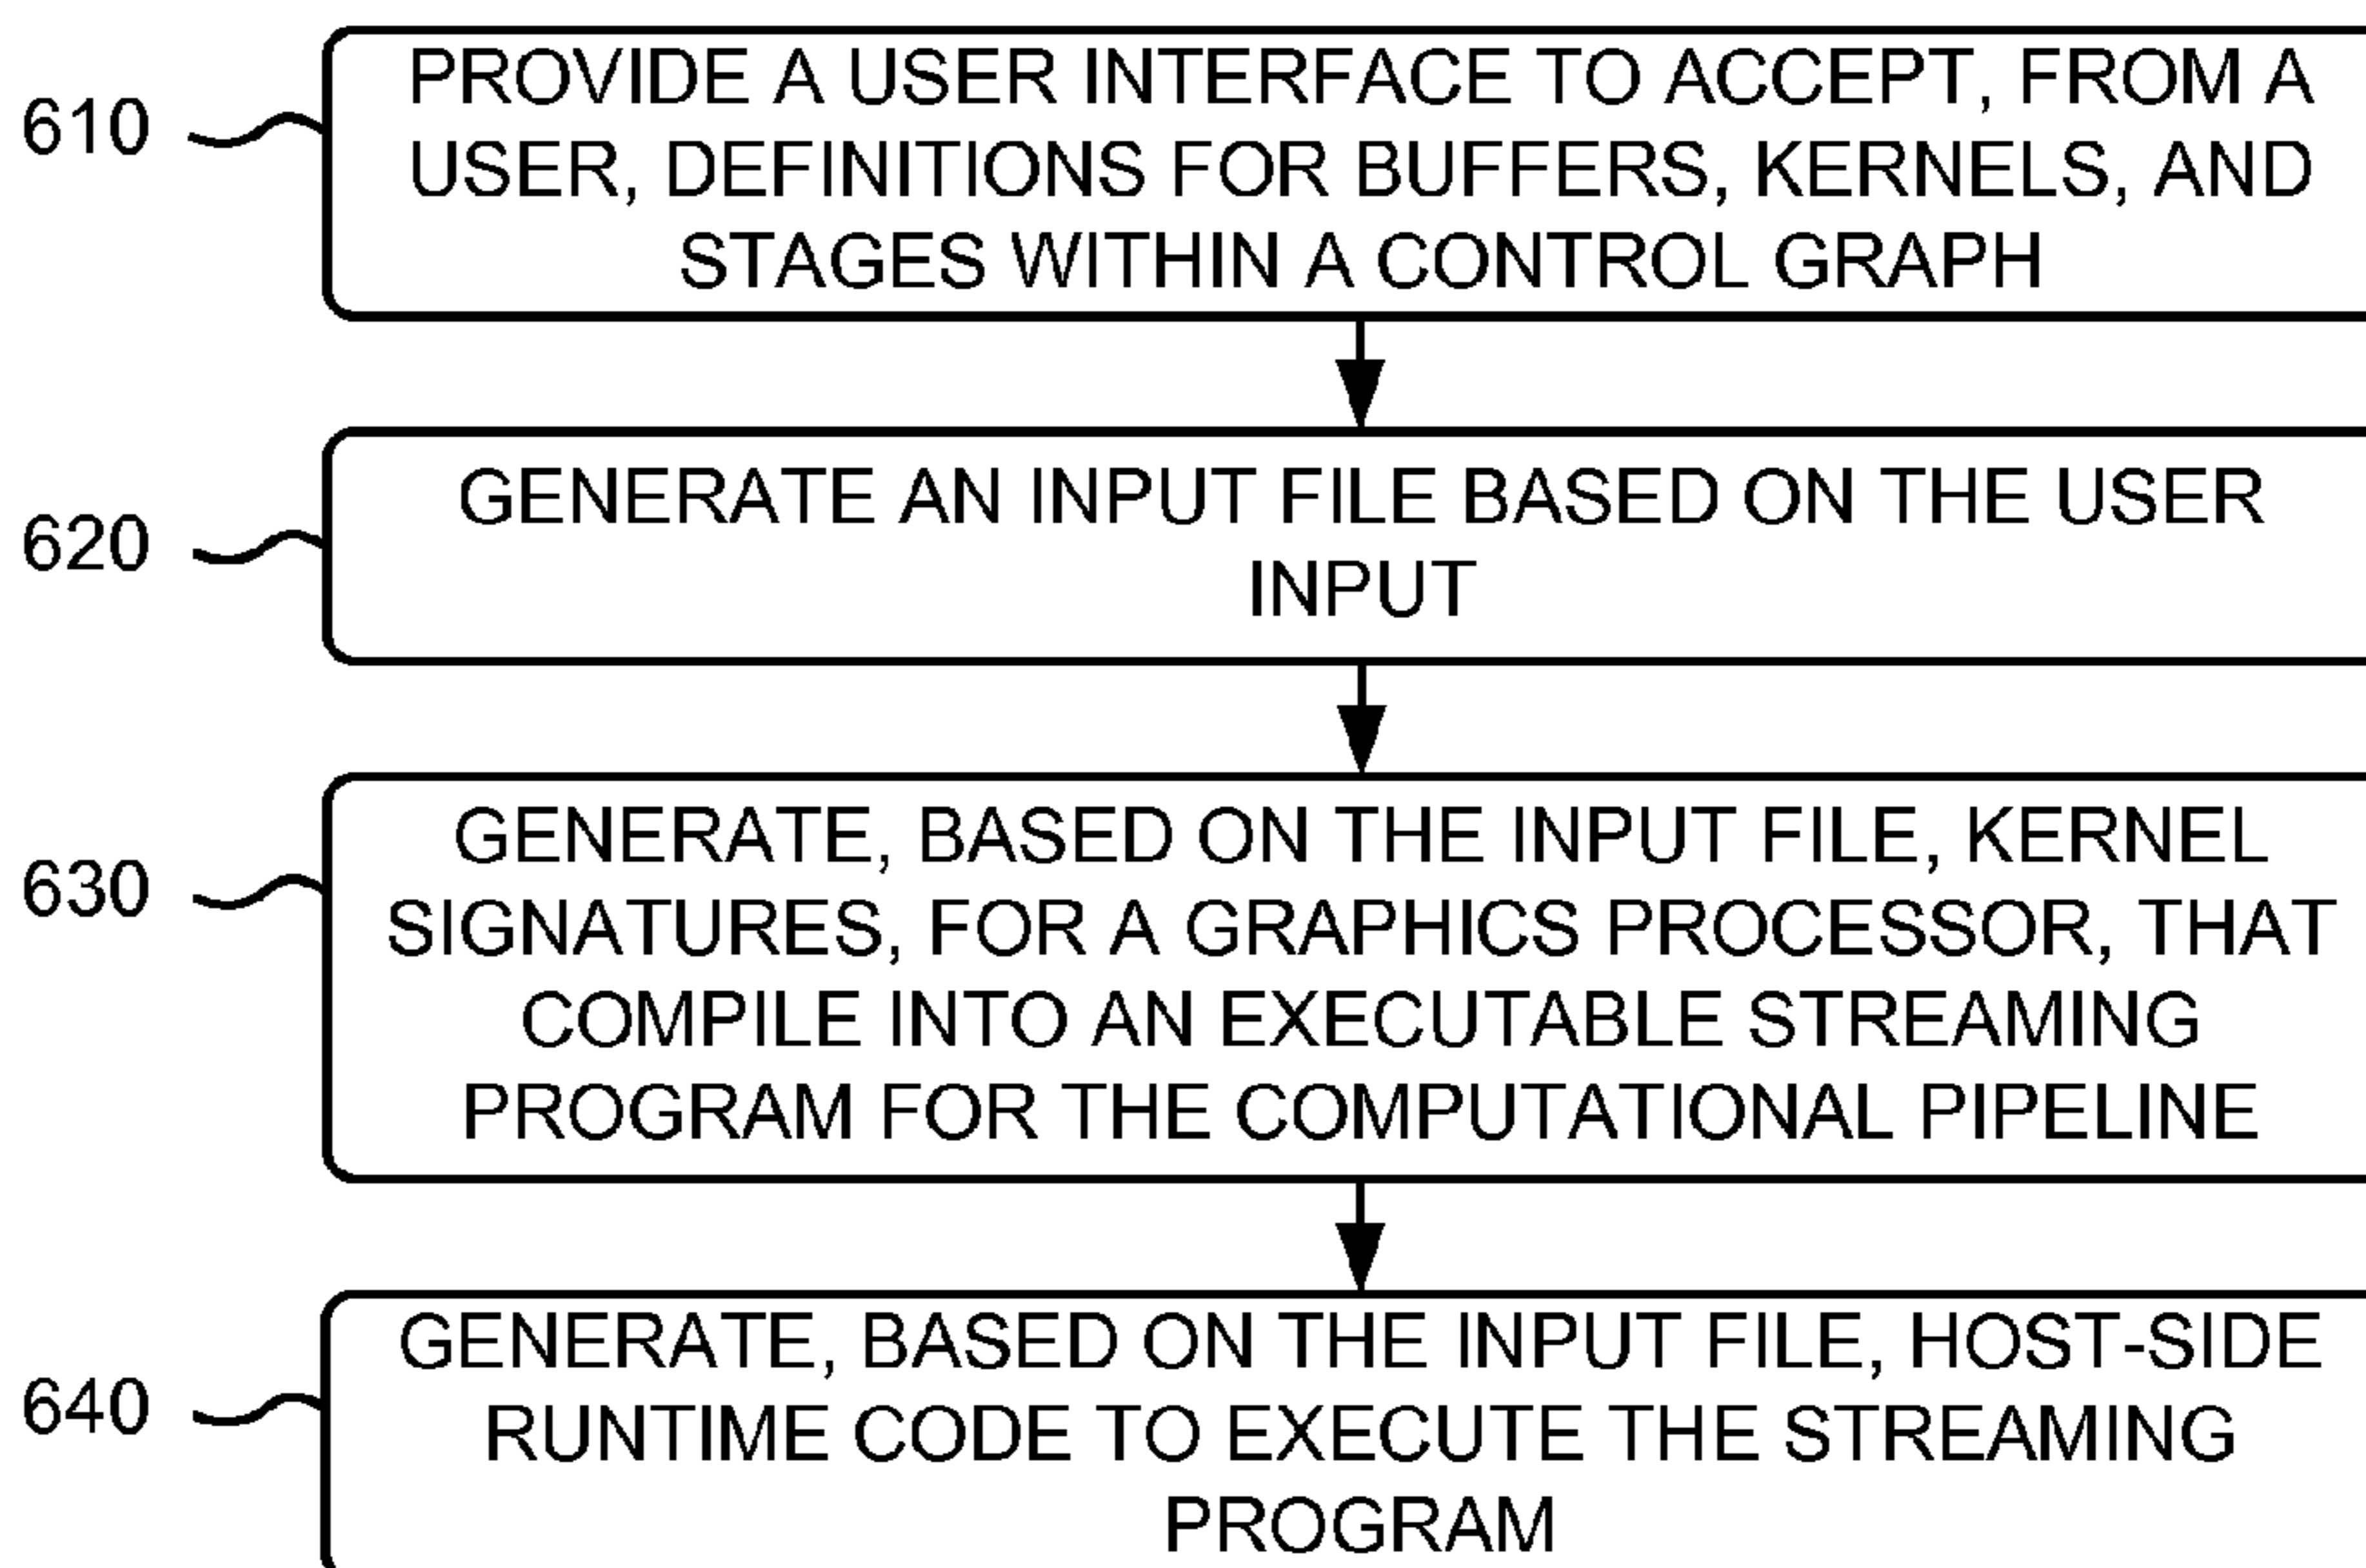 610
PROVIDE A USER INTERFACE TO ACCEPT, FROM A
USER, DEFINITIONS FOR BUFFERS, KERNELS, AND
STAGES WITHIN A CONTROL GRAPH
620
GENERATE AN INPUT FILE BASED ON THE USER
INPUT
630
GENERATE, BASED ON THE INPUT FILE, KERNEL
SIGNATURES, FOR A GRAPHICS PROCESSOR, THAT
COMPILE INTO AN EXECUTABLE STREAMING
PROGRAM FOR THE COMPUTATIONAL PIPELINE
640
GENERATE, BASED ON THE INPUT FILE, HOST-SIDE
RUNTIME CODE TO EXECUTE THE STREAMING
PROGRAM